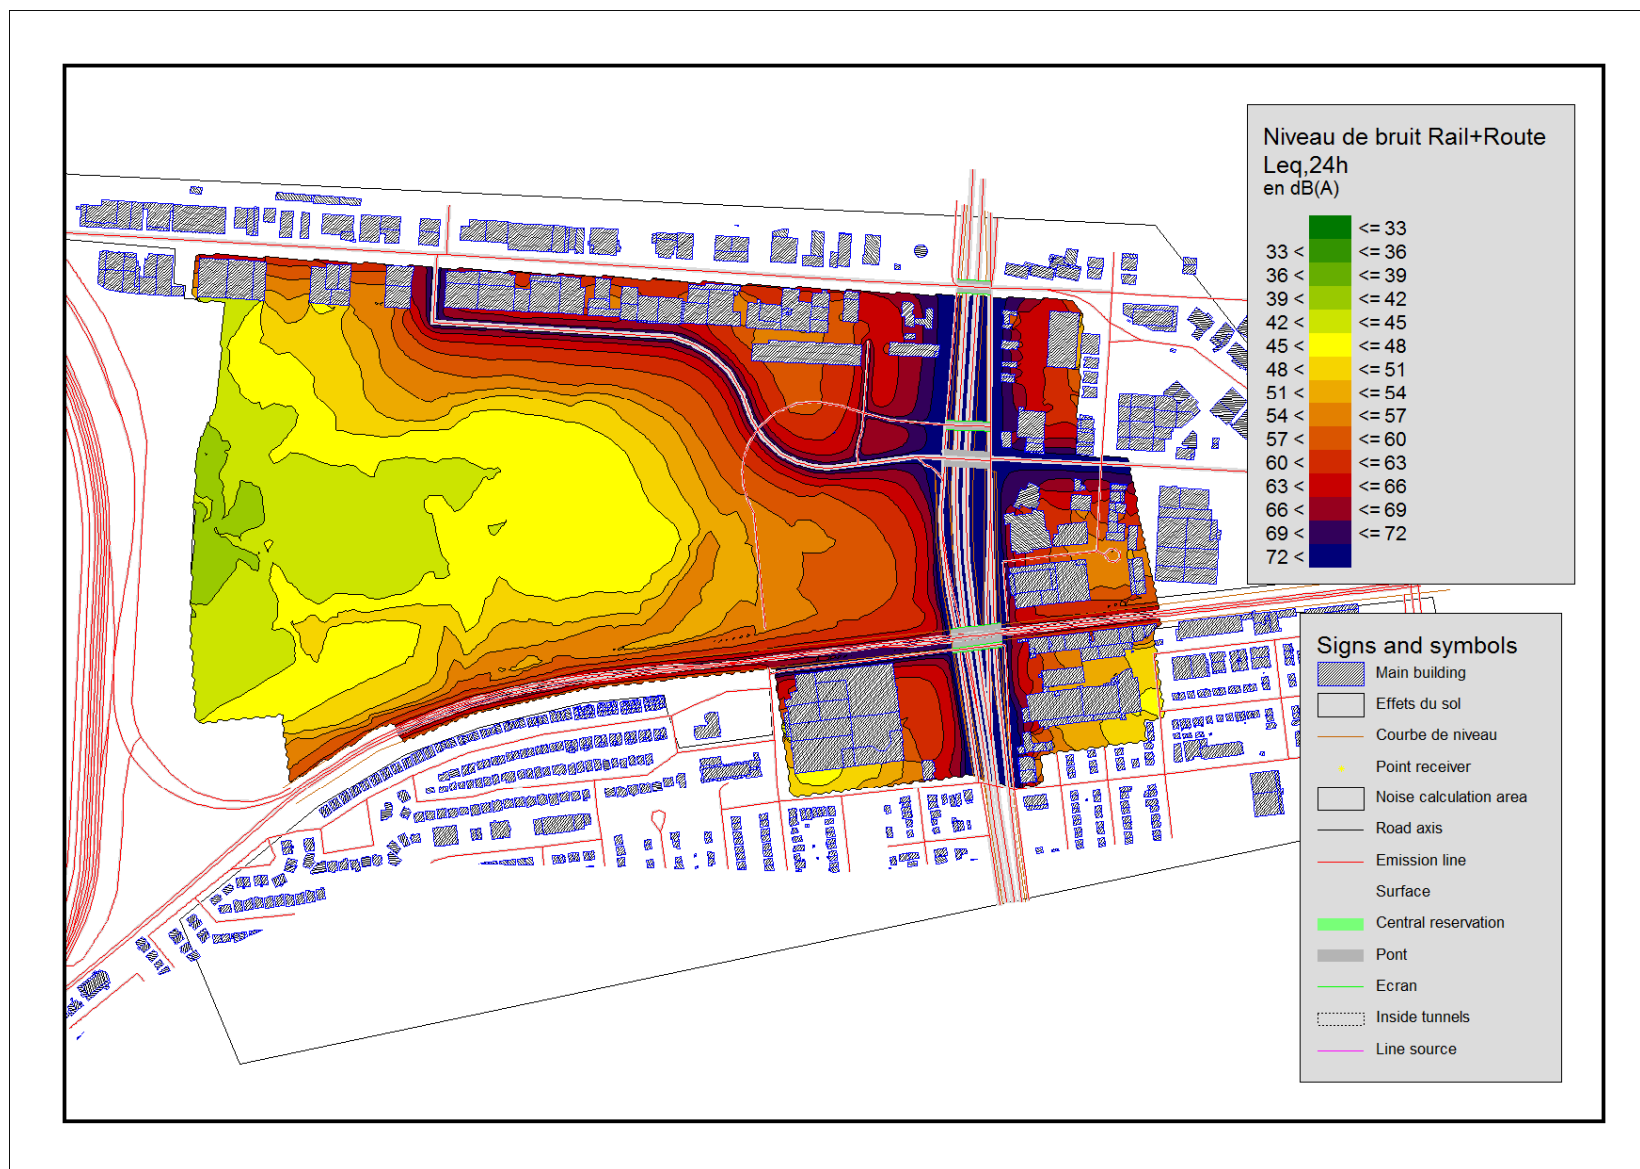 Niveau de bruit Rail+Route
Leq,24h
en dB(A)
<= 33
33 < <= 36
36 < <= 39
39 < <= 42
42 < <= 45
45 < <= 48
48 < <= 51
51 < <= 54
54 < <= 57
57 < <= 60
60 < <= 63
63 < <= 66
66 < <= 69
69 < <= 72
72 <
Signs and symbols
Main building
Effets du sol
Courbe de niveau
Point receiver
Noise calculation area
Road axis
Emission line
Surface
Central reservation
Pont
Ecran
Inside tunnels
Line source